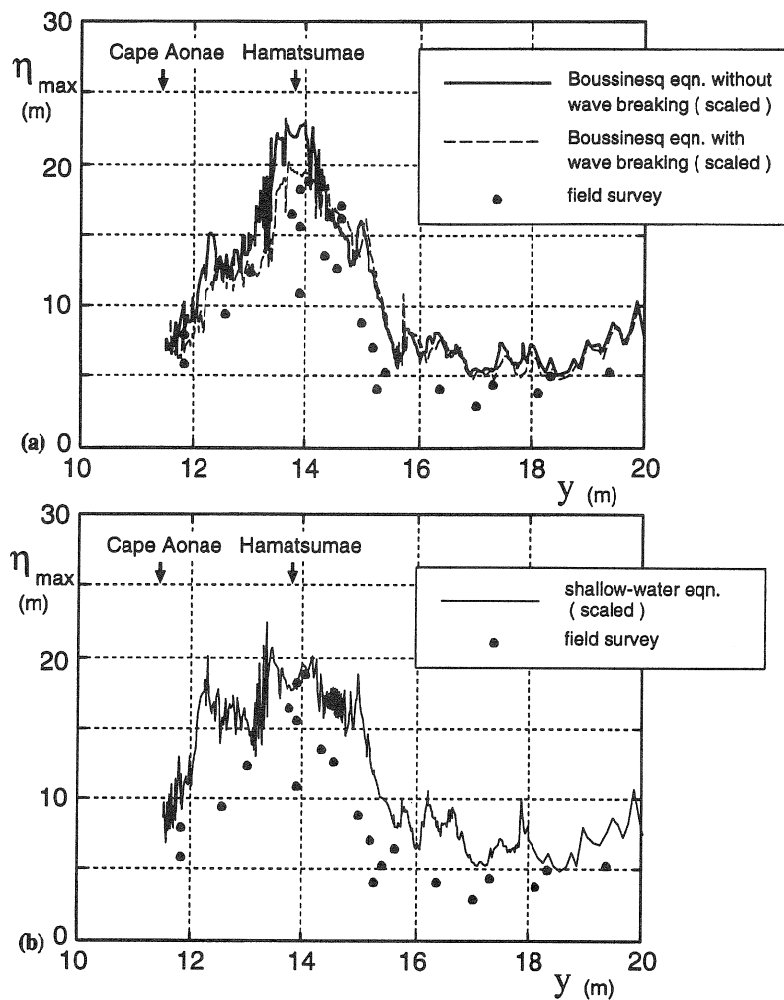 30
Cape Aonae Hamatsumae
η max
(m)
Boussinesq eqn. without
wave breaking ( scaled )
Boussinesq eqn. with
wave breaking ( scaled )
field survey
20
10
(a) 0
10 12 14 16 18 20
y (m)
30
Cape Aonae Hamatsumae
η max
(m)
shallow-water eqn.
( scaled )
field survey
20
10
(b) 0
10 12 14 16 18 20
y (m)